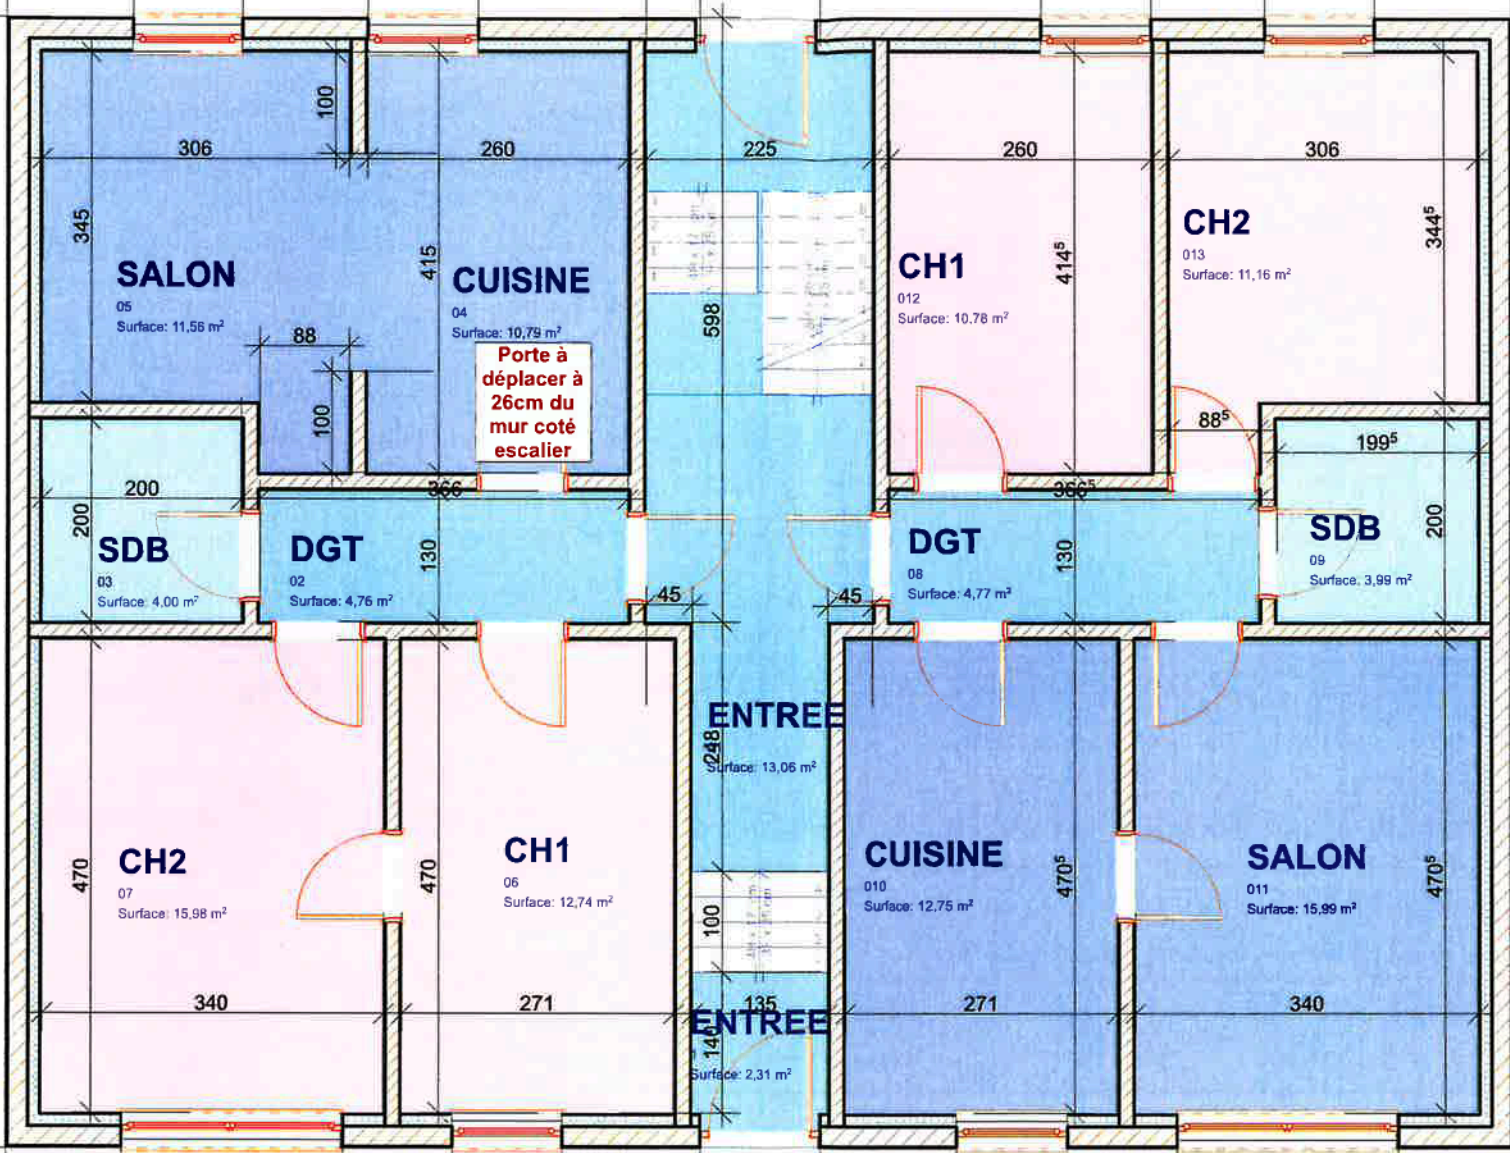 100
306
260
225
260
306
345
415
598
414⁵
344⁵
SALON
05
Surface: 11,56 m²
CUISINE
04
Surface: 10,79 m²
CH1
012
Surface: 10,78 m²
CH2
013
Surface: 11,16 m²
88
100
Porte à
déplacer à
26cm du
mur coté
escalier
88⁵
199⁵
200
366
366⁵
200
130
130
200
SDB
03
Surface: 4,00 m²
DGT
02
Surface: 4,76 m²
45
45
DGT
08
Surface: 4,77 m²
SDB
09
Surface: 3,99 m²
ENTREE
248
Surface: 13,06 m²
CH2
07
Surface: 15,98 m²
470
CH1
06
Surface: 12,74 m²
470
CUISINE
010
Surface: 12,75 m²
470⁵
SALON
011
Surface: 15,99 m²
470⁵
100
340
271
135
271
340
ENTREE
140
Surface: 2,31 m²